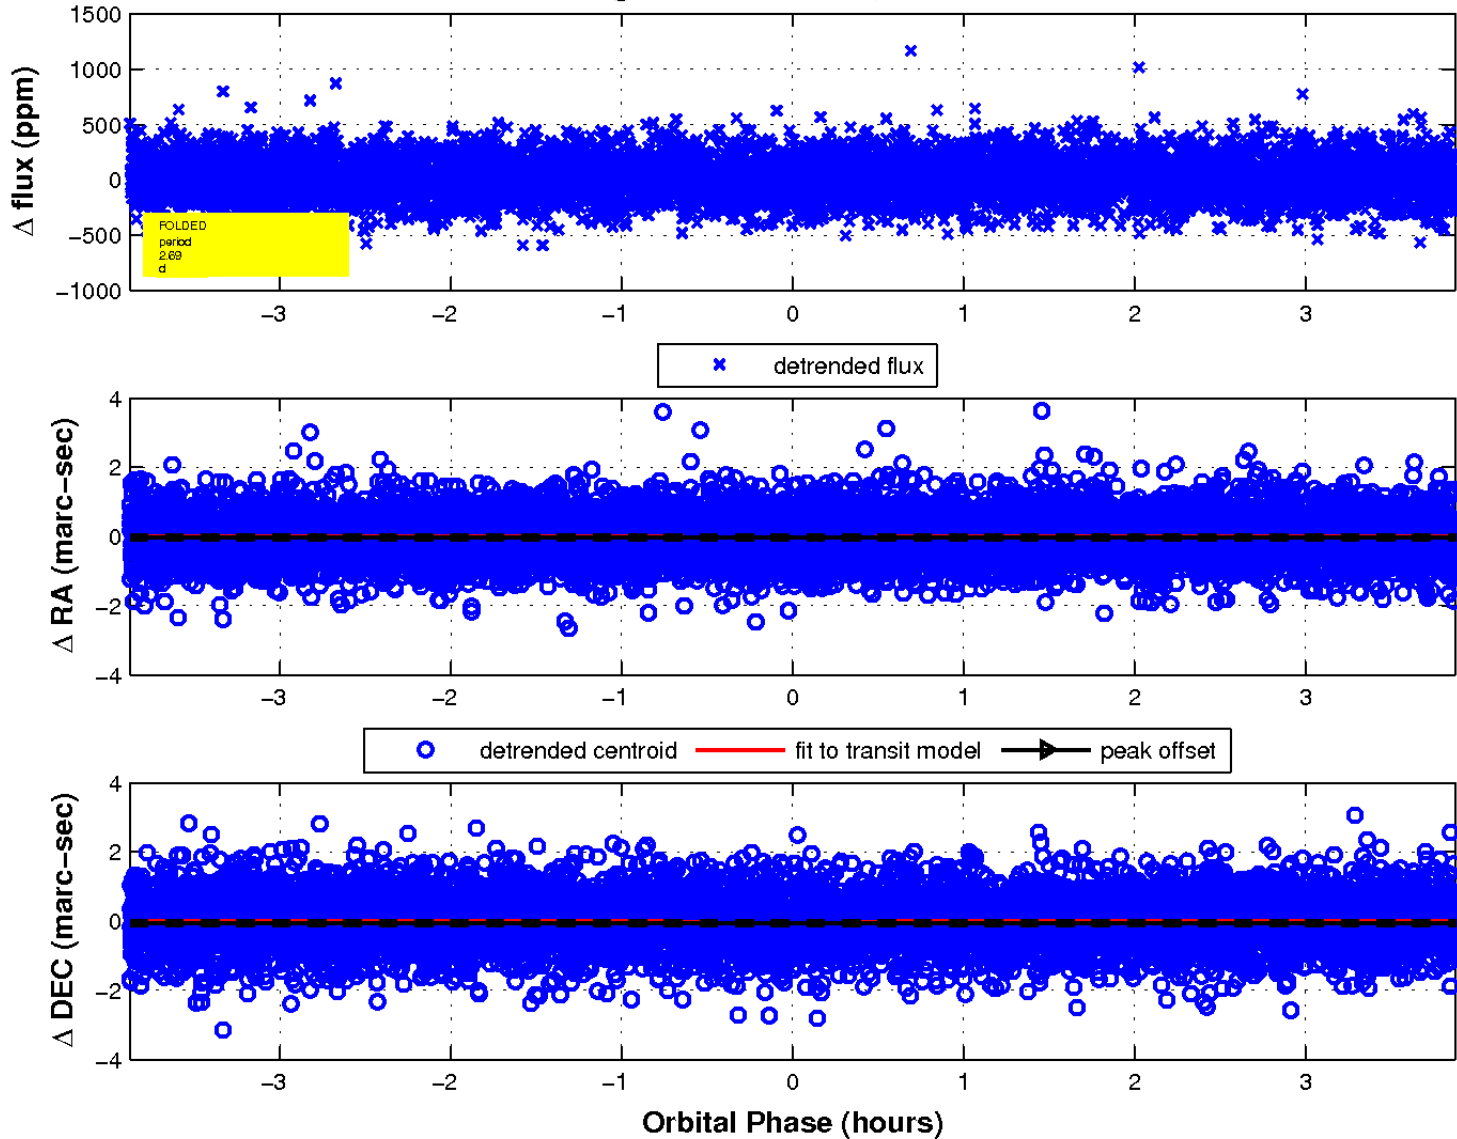 1500
1000
500
0
−500
−1000
Δ flux (ppm)
FOLDED
period
2.69
d
−3 −2 −1 0 1 2 3
detrended flux
4
2
0
−2
−4
Δ RA (marc−sec)
−3 −2 −1 0 1 2 3
detrended centroid fit to transit model peak offset
4
2
0
−2
−4
Δ DEC (marc−sec)
−3 −2 −1 0 1 2 3
Orbital Phase (hours)